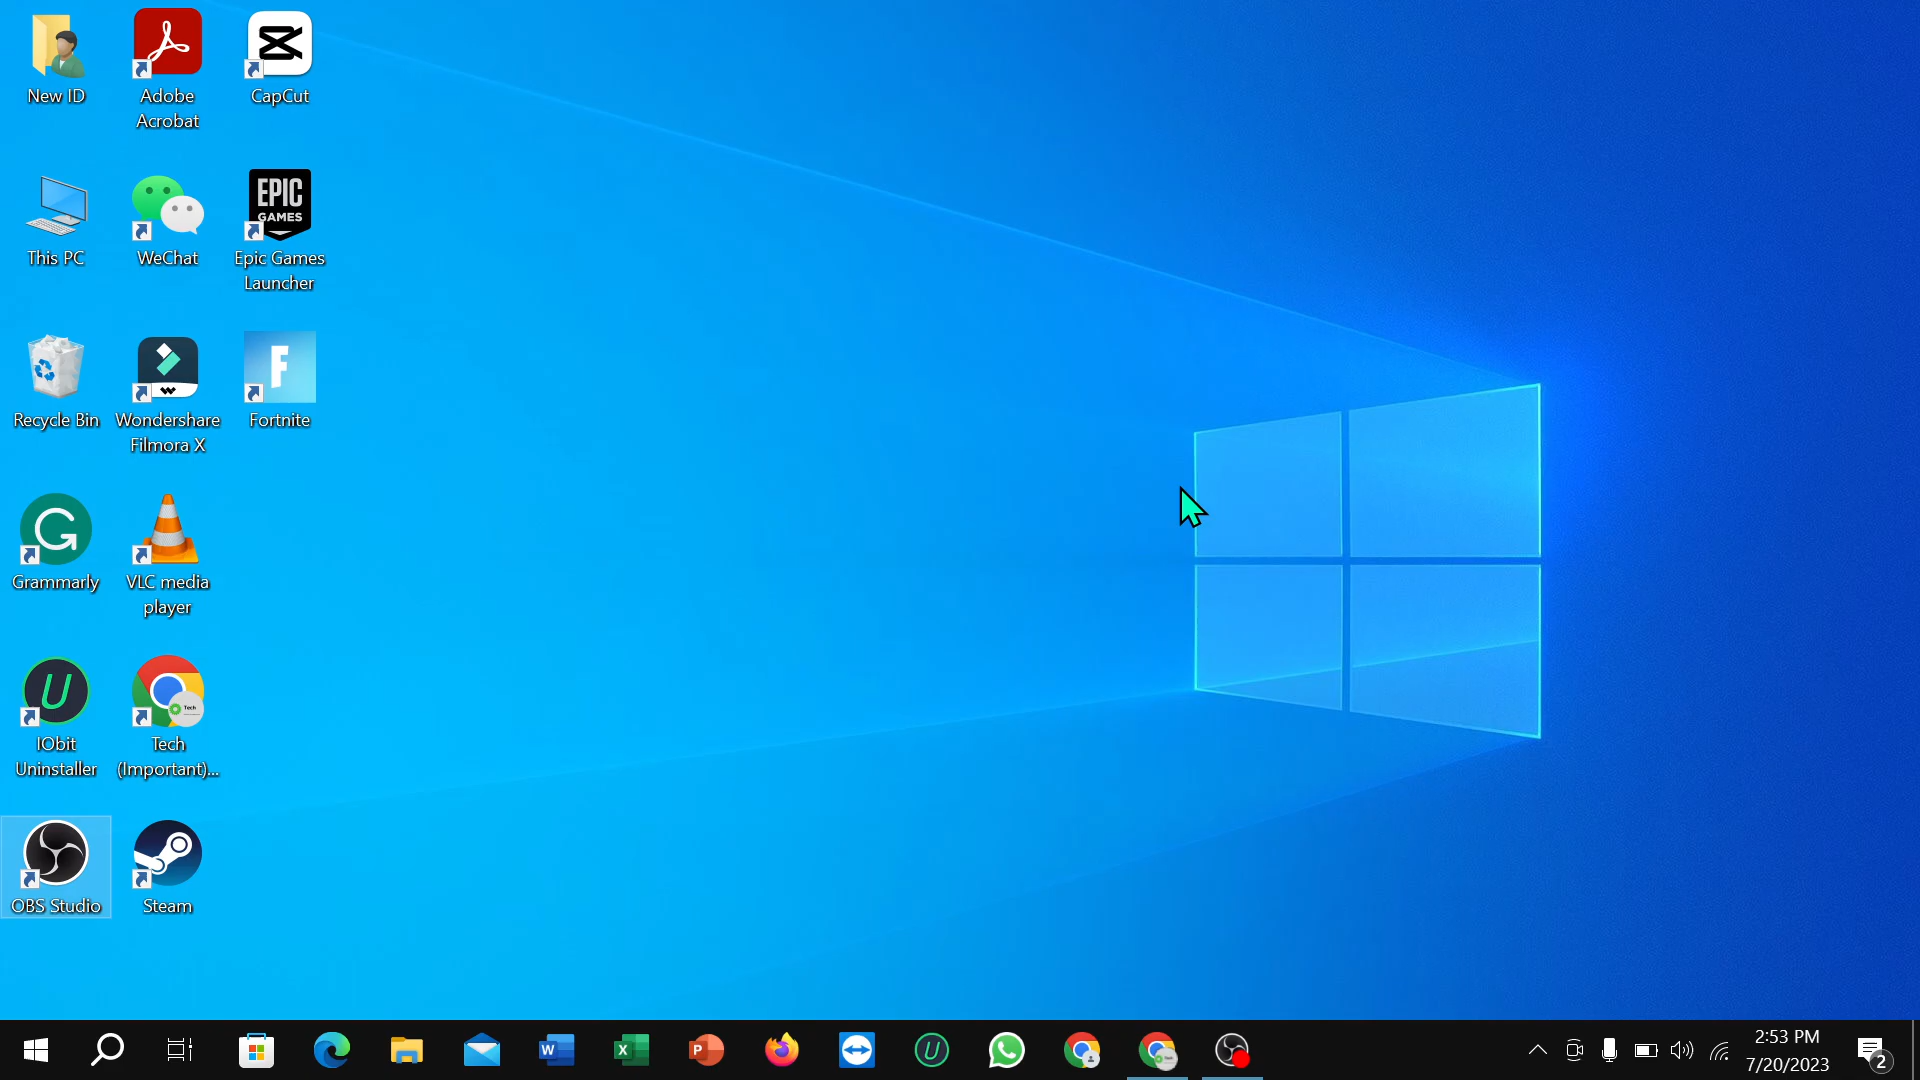 New ID
Adobe
Acrobat
CapCut
This PC
WeChat
EPIC
GAMES
Epic Games
Launcher
Recycle Bin
Wondershare
Filmora X
F
Fortnite
G
Grammarly
VLC media
player
U
IObit
Uninstaller
Tech
Tech
(Important)...
OBS Studio
Steam
W
X
P
U
2:53 PM
7/20/2023
2